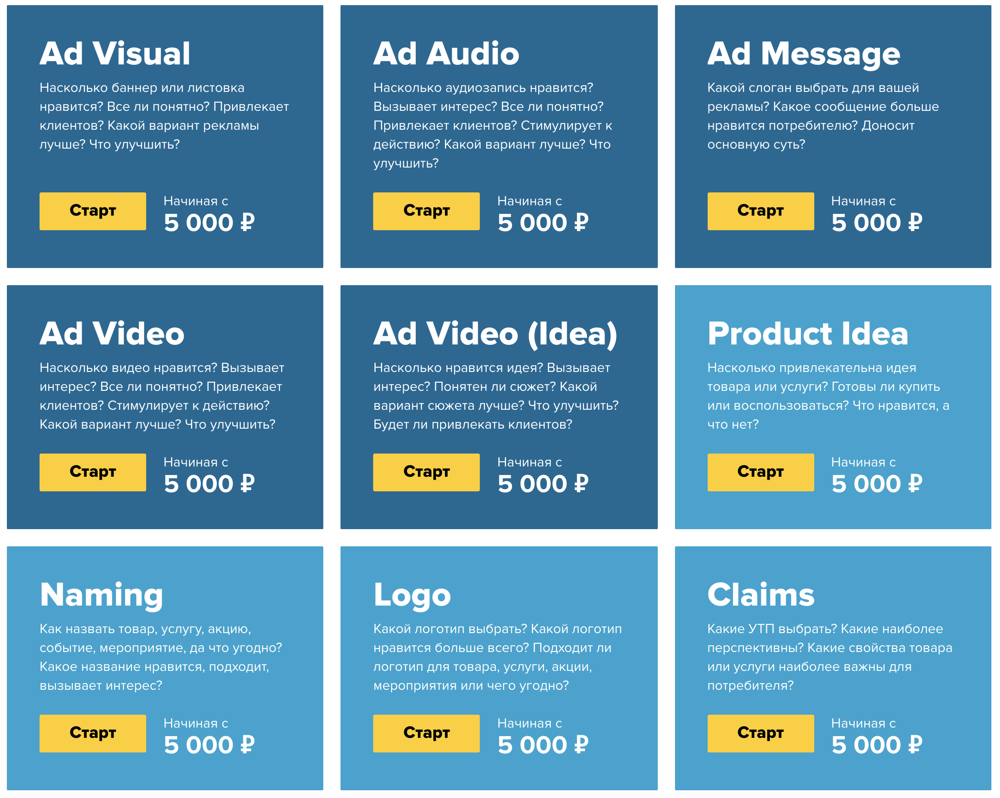 Ad Visual
Насколько баннер или листовка
нравится? Все ли понятно? Привлекает
клиентов? Какой вариант рекламы
лучше? Что улучшить?
Старт
Начиная с
5 000 ₽
Ad Audio
Насколько аудиозапись нравится?
Вызывает интерес? Все ли понятно?
Привлекает клиентов? Стимулирует к
действию? Какой вариант лучше? Что
улучшить?
Старт
Начиная с
5 000 ₽
Ad Message
Какой слоган выбрать для вашей
рекламы? Какое сообщение больше
нравится потребителю? Доносит
основную суть?
Старт
Начиная с
5 000 ₽
Ad Video
Насколько видео нравится? Вызывает
интерес? Все ли понятно? Привлекает
клиентов? Стимулирует к действию?
Какой вариант лучше? Что улучшить?
Старт
Начиная с
5 000 ₽
Ad Video (Idea)
Насколько нравится идея? Вызывает
интерес? Понятен ли сюжет? Какой
вариант сюжета лучше? Что улучшить?
Будет ли привлекать клиентов?
Старт
Начиная с
5 000 ₽
Product Idea
Насколько привлекательна идея
товара или услуги? Готовы ли купить
или воспользоваться? Что нравится, а
что нет?
Старт
Начиная с
5 000 ₽
Naming
Как назвать товар, услугу, акцию,
событие, мероприятие, да что угодно?
Какое название нравится, подходит,
вызывает интерес?
Старт
Начиная с
5 000 ₽
Logo
Какой логотип выбрать? Какой логотип
нравится больше всего? Подходит ли
логотип для товара, услуги, акции,
мероприятия или чего угодно?
Старт
Начиная с
5 000 ₽
Claims
Какие УТП выбрать? Какие наиболее
перспективны? Какие свойства товара
или услуги наиболее важны для
потребителя?
Старт
Начиная с
5 000 ₽